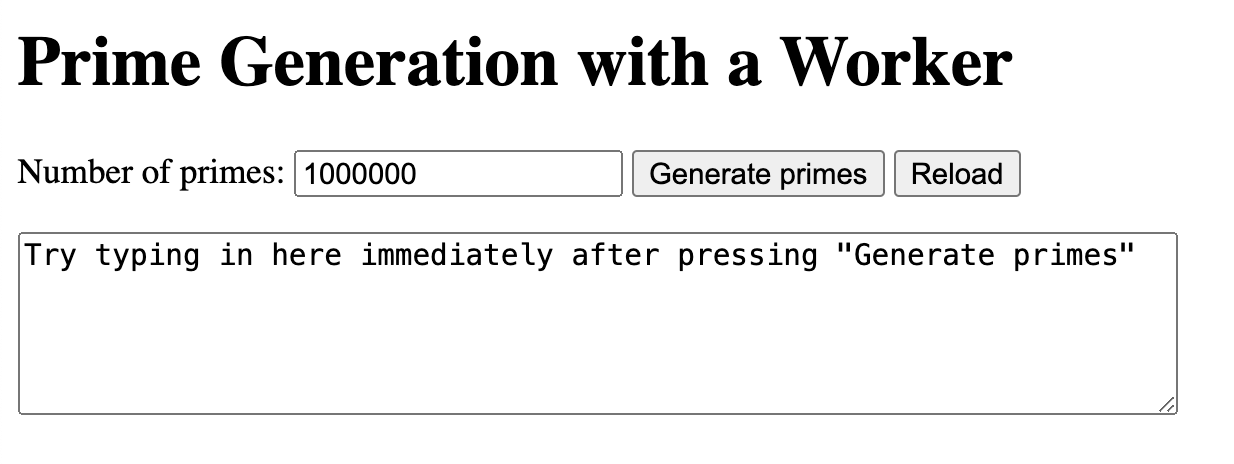 Prime Generation with a Worker
Number of primes: 1000000 Generate primes Reload
Try typing in here immediately after pressing "Generate primes"